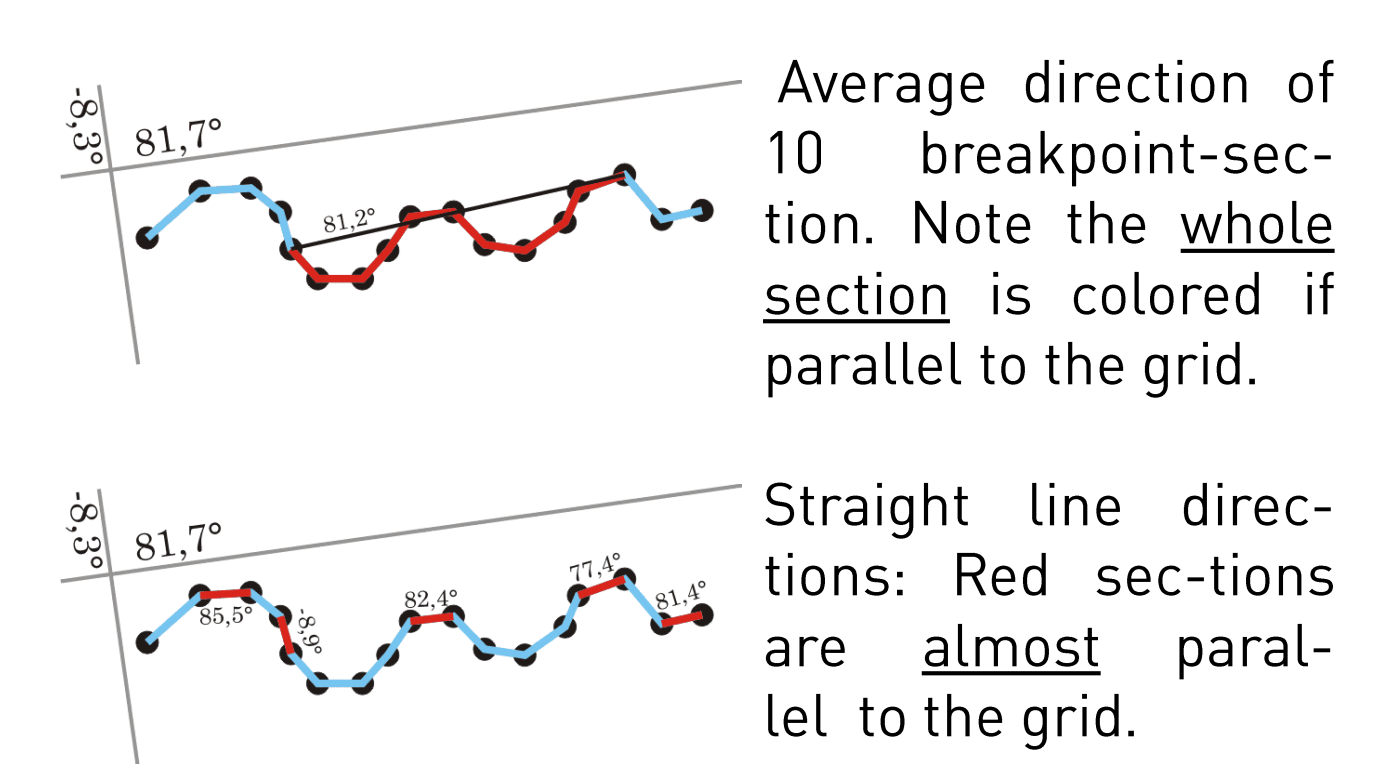 -8,3°
81,7°
81,2°
Average direction of
10 breakpoint-sec-
tion. Note the whole
section is colored if
parallel to the grid.
-8,3°
81,7°
85,5°
-8,9°
82,4°
77,4°
81,4°
Straight line direc-
tions: Red sec-tions
are almost paral-
lel to the grid.